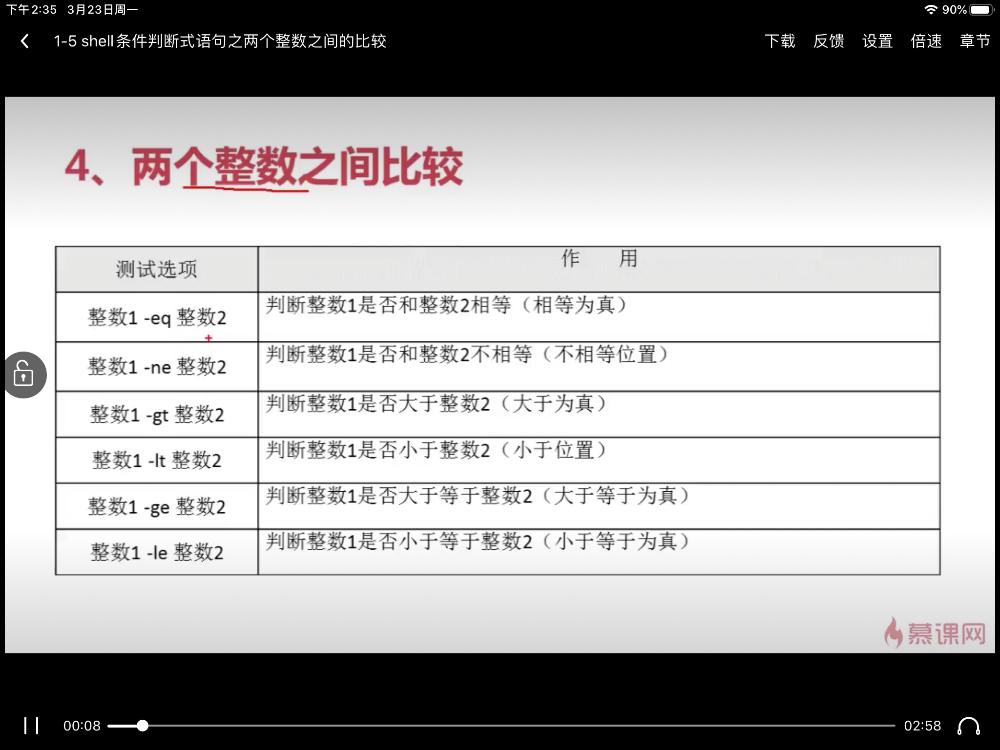 下午2:35 3月23日周一 90%
1-5 shell条件判断式语句之两个整数之间的比较 下载 反馈 设置 倍速 章节
4、两个整数之间比较
测试选项 作 用
整数1 -eq 整数2 判断整数1是否和整数2相等（相等为真）
整数1 -ne 整数2 判断整数1是否和整数2不相等（不相等位置）
整数1 -gt 整数2 判断整数1是否大于整数2（大于为真）
整数1 -lt 整数2 判断整数1是否小于整数2（小于位置）
整数1 -ge 整数2 判断整数1是否大于等于整数2（大于等于为真）
整数1 -le 整数2 判断整数1是否小于等于整数2（小于等于为真）
慕课网
00:08 02:58